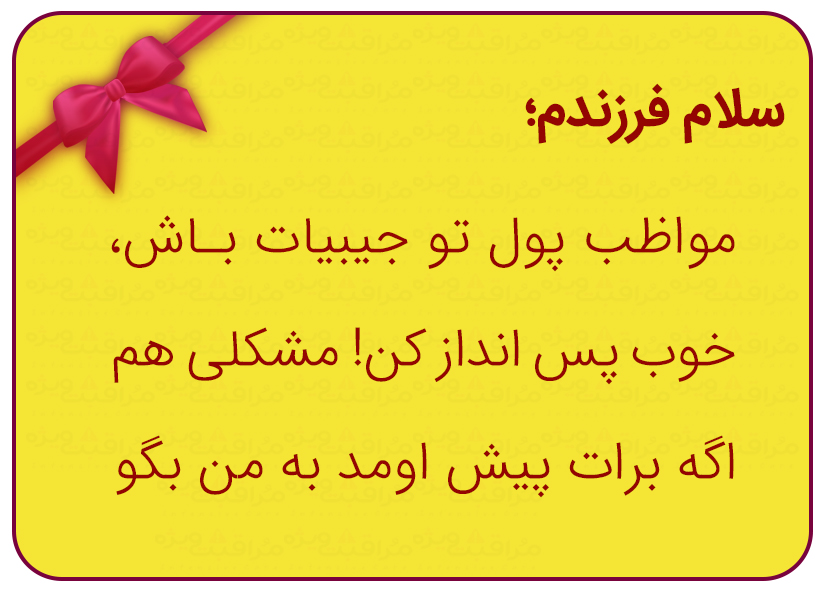 سلام فرزندم؛
مواظب پول تو جیبیات بــاش،
خوب پس انداز کن! مشکلی هم
اگه برات پیش اومد به من بگو